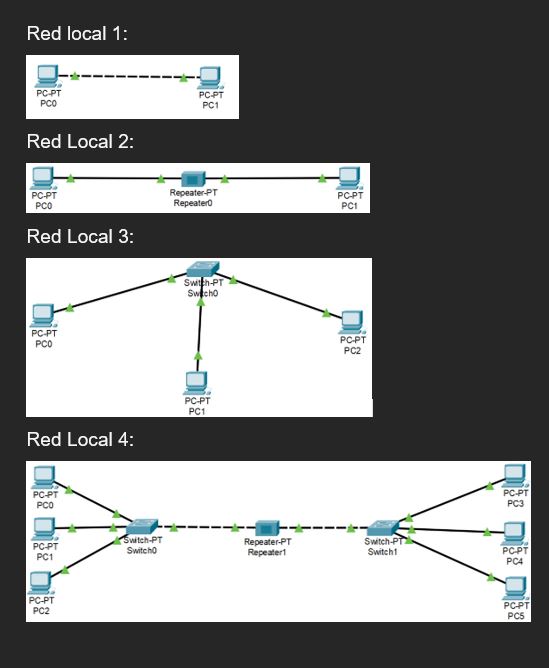 Red local 1:
PC-PT
PC0
PC-PT
PC1
Red Local 2:
PC-PT
PC0
Repeater-PT
Repeater0
PC-PT
PC1
Red Local 3:
Switch-PT
Switch0
PC-PT
PC0
PC-PT
PC2
PC-PT
PC1
Red Local 4:
PC-PT
PC0
PC-PT
PC1
PC-PT
PC2
Switch-PT
Switch0
Repeater-PT
Repeater1
Switch-PT
Switch1
PC-PT
PC3
PC-PT
PC4
PC-PT
PC5